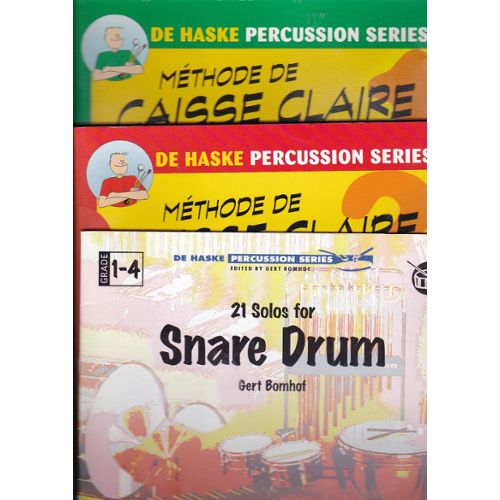 DE HASKE PERCUSSION SERIES
MÉTHODE DE
CAISSE CLAIRE
DE HASKE PERCUSSION SERIES
MÉTHODE DE
CLAIRE
DE HASKE PERCUSSION SERIES
EDITED BY GERT BOMHOF
GRADE 1-4
21 Solos for
Snare Drum
Gert Bomhof